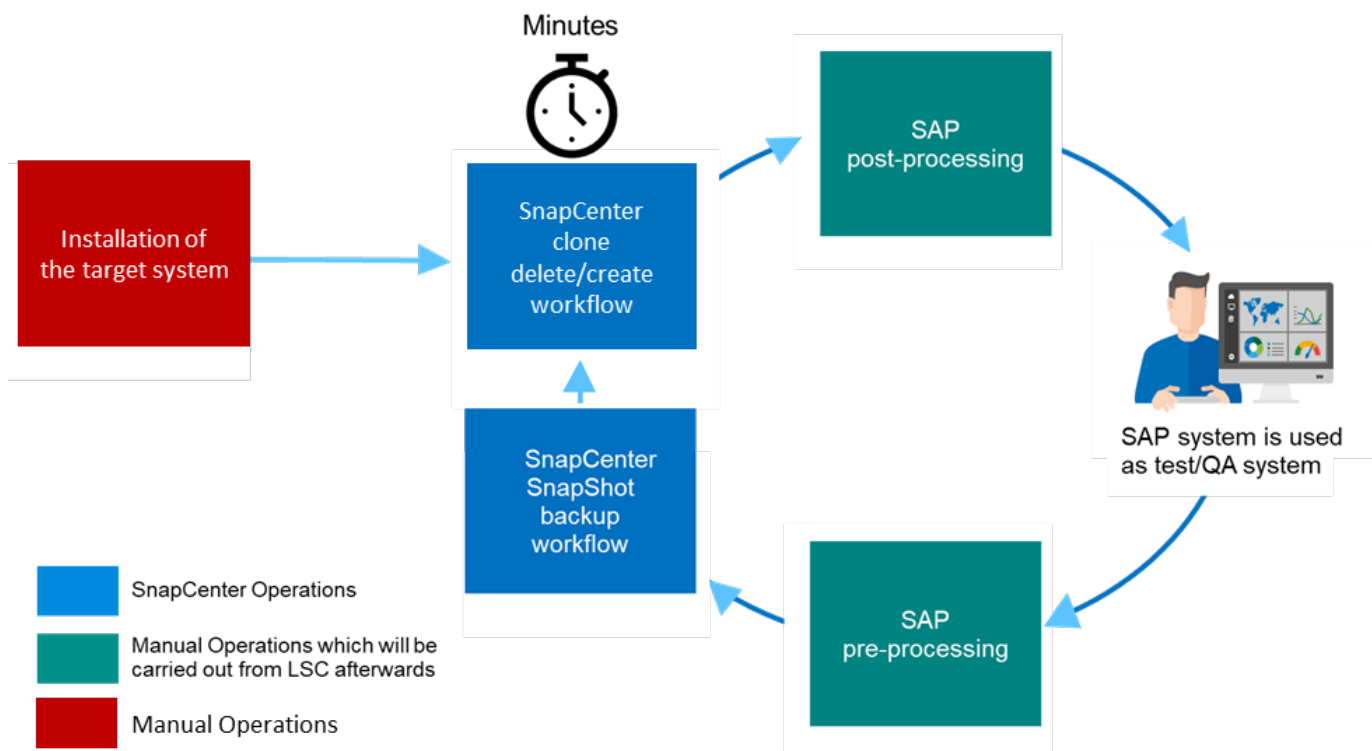 Minutes
Installation of
the target system
SnapCenter
clone
delete/create
workflow
SAP
post-processing
SAP system is used
as test/QA system
SnapCenter
SnapShot
backup
workflow
SAP
pre-processing
SnapCenter Operations
Manual Operations which will be
carried out from LSC afterwards
Manual Operations